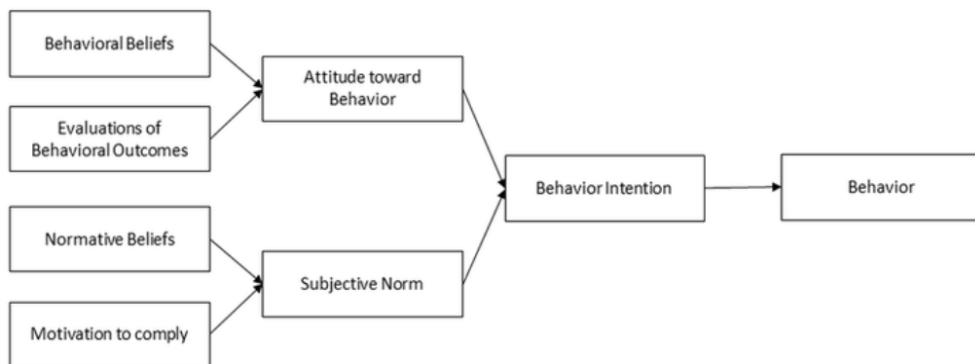 Behavioral Beliefs
Evaluations of
Behavioral Outcomes
Attitude toward
Behavior
Normative Beliefs
Motivation to comply
Subjective Norm
Behavior Intention
Behavior